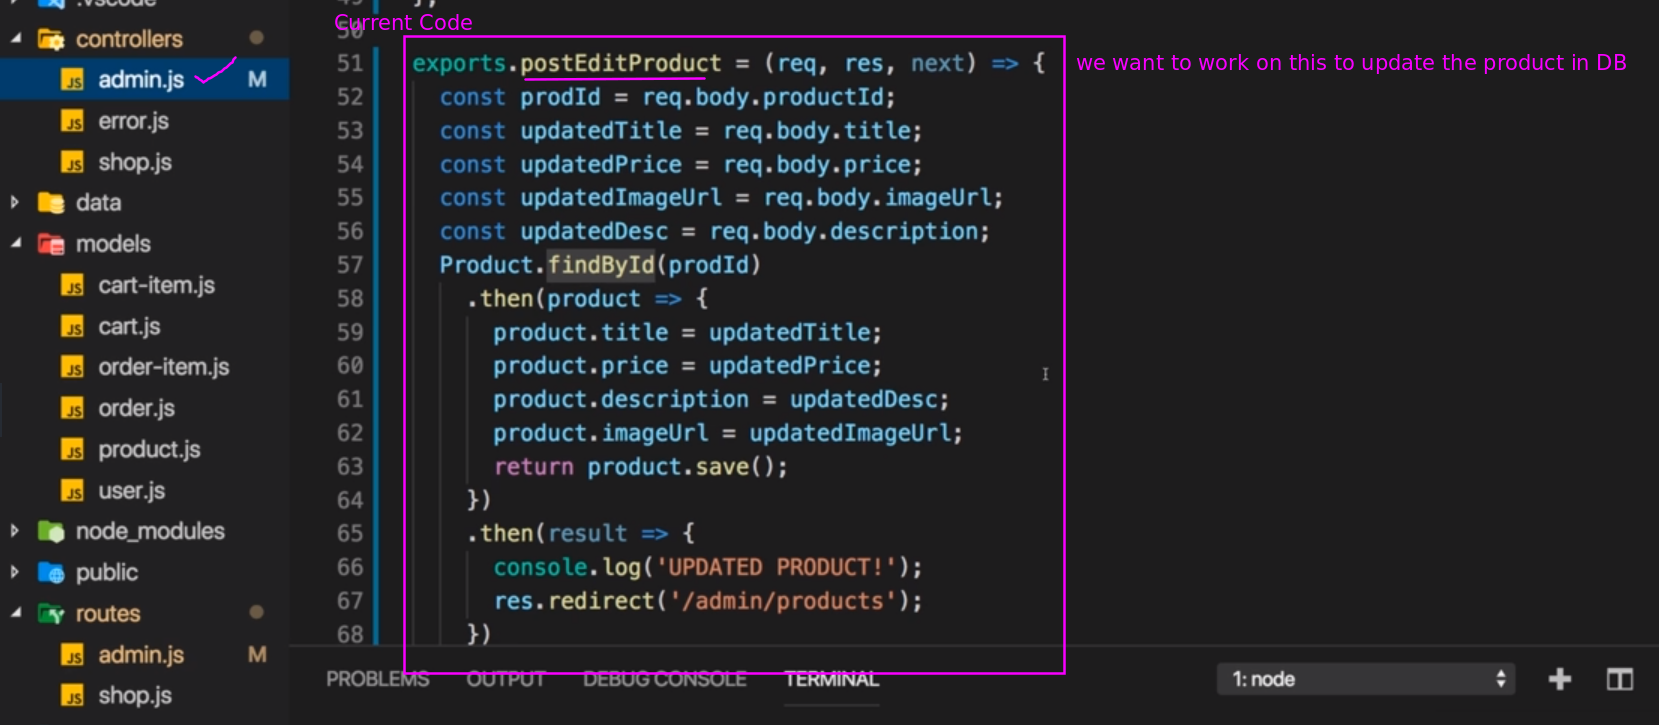 .vscode
controllers
admin.js M
error.js
shop.js
data
models
cart-item.js
cart.js
order-item.js
order.js
product.js
user.js
node_modules
public
routes
admin.js M
shop.js
Current Code
49 };
50
51 exports.postEditProduct = (req, res, next) => {
52 const prodId = req.body.productId;
53 const updatedTitle = req.body.title;
54 const updatedPrice = req.body.price;
55 const updatedImageUrl = req.body.imageUrl;
56 const updatedDesc = req.body.description;
57 Product.findById(prodId)
58 .then(product => {
59 product.title = updatedTitle;
60 product.price = updatedPrice;
61 product.description = updatedDesc;
62 product.imageUrl = updatedImageUrl;
63 return product.save();
64 })
65 .then(result => {
66 console.log('UPDATED PRODUCT!');
67 res.redirect('/admin/products');
68 })
we want to work on this to update the product in DB
PROBLEMS OUTPUT DEBUG CONSOLE TERMINAL 1: node